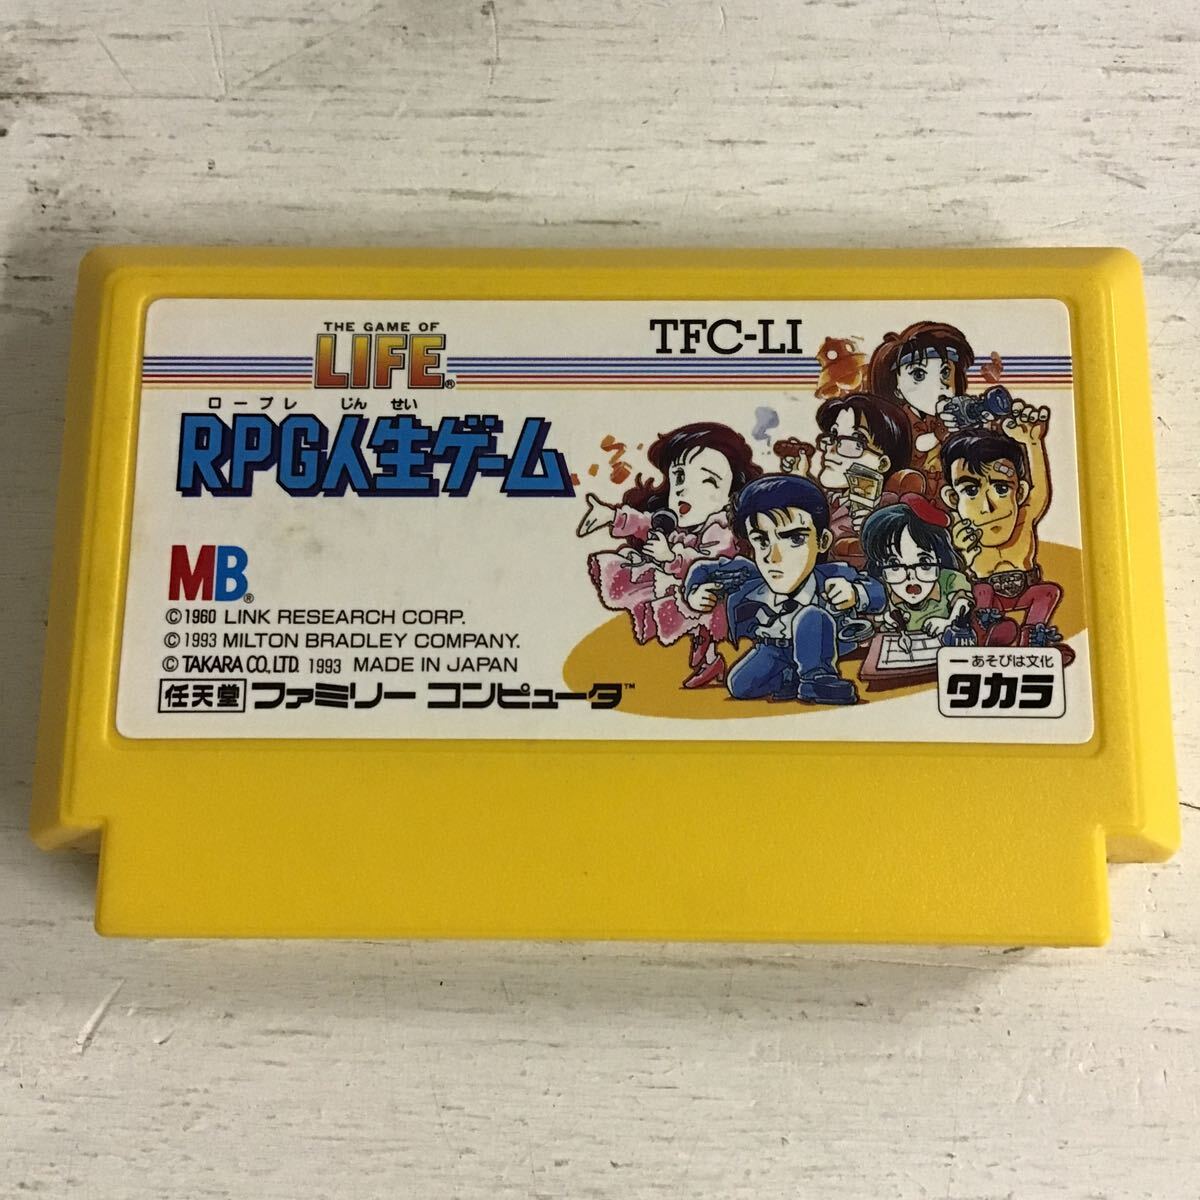 THE GAME OF
LIFE®
TFC-LI
ロープレ じんせい
RPG人生ゲーム
MB®
©1960 LINK RESEARCH CORP.
©1993 MILTON BRADLEY COMPANY.
© TAKARA CO., LTD. 1993 MADE IN JAPAN
任天堂 ファミリー コンピュータ™
あそびは文化
タカラ
INK